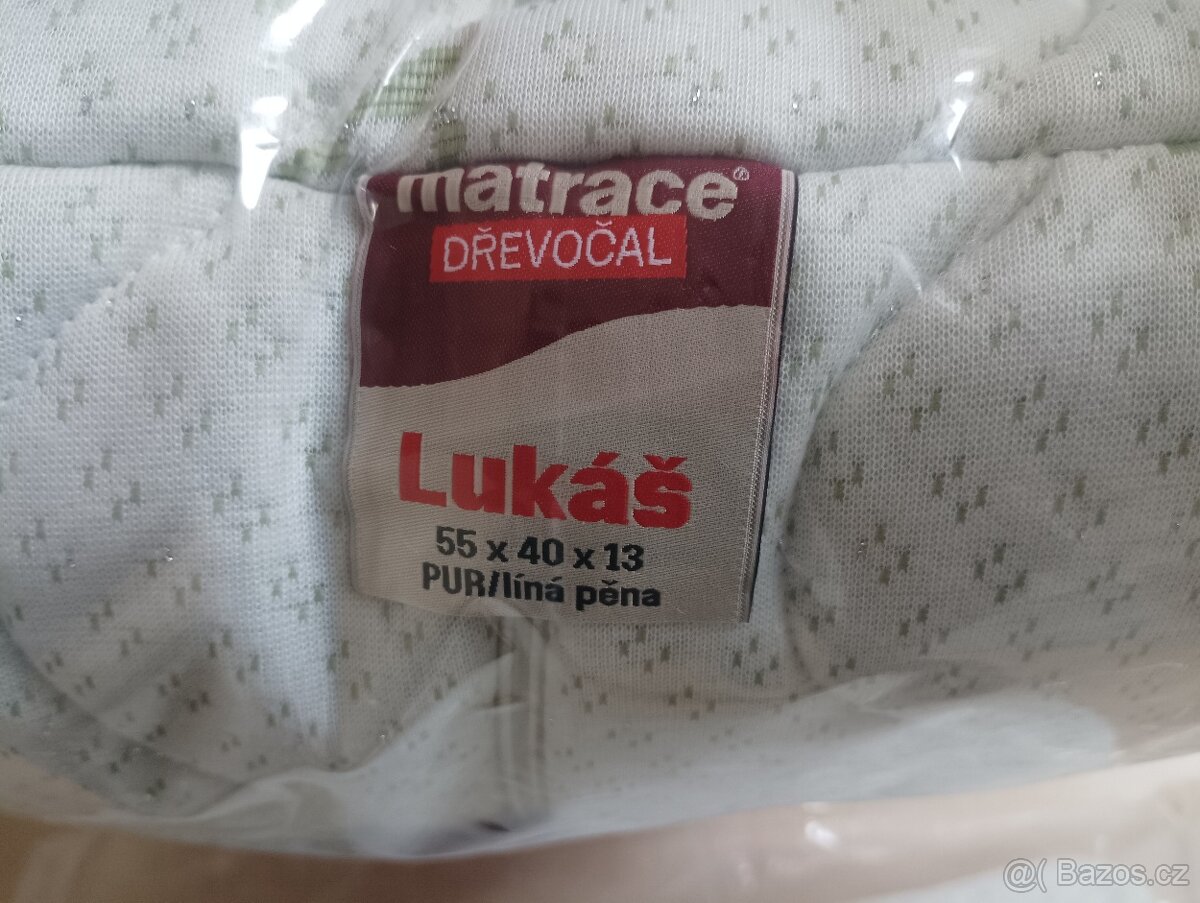 matrace®
DŘEVOČAL
Lukáš
55 x 40 x 13
PUR/líná pěna
@( Bazos.cz